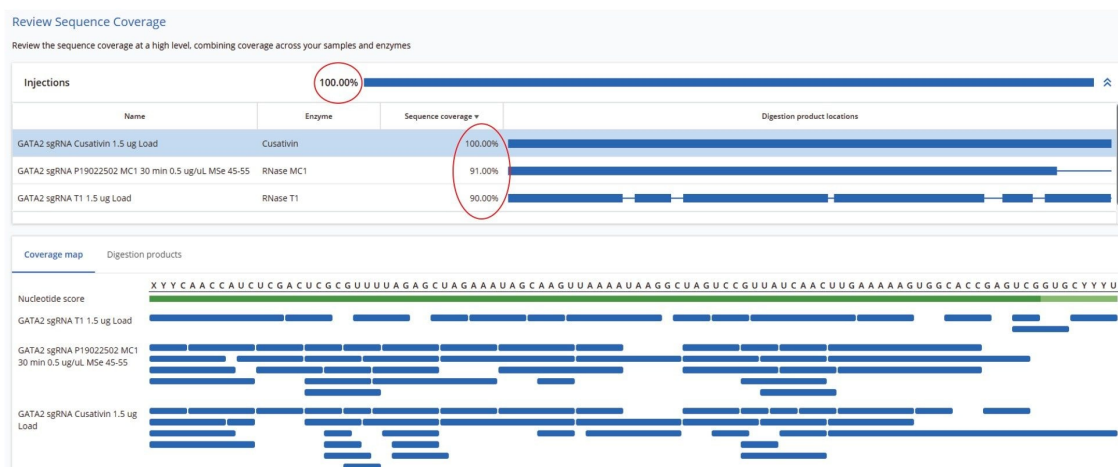 Review Sequence Coverage
Review the sequence coverage at a high level, combining coverage across your samples and enzymes
Injections 100.00%
Name Enzyme Sequence coverage ▼ Digestion product locations
GATA2 sgRNA Cusativin 1.5 ug Load Cusativin 100.00%
GATA2 sgRNA P19022502 MC1 30 min 0.5 ug/uL MSe 45-55 RNase MC1 91.00%
GATA2 sgRNA T1 1.5 ug Load RNase T1 90.00%
Coverage map Digestion products
X Y Y C A A C C A U C U C G A C U C G C G U U U U A G A G C U A G A A A U A G C A A G U U A A A A U A A G G C U A G U C C G U U A U C A A C U U G A A A A A G U G G C A C C G A G U C G G U G C Y Y Y U
Nucleotide score
GATA2 sgRNA T1 1.5 ug Load
GATA2 sgRNA P19022502 MC1
30 min 0.5 ug/uL MSe 45-55
GATA2 sgRNA Cusativin 1.5 ug
Load